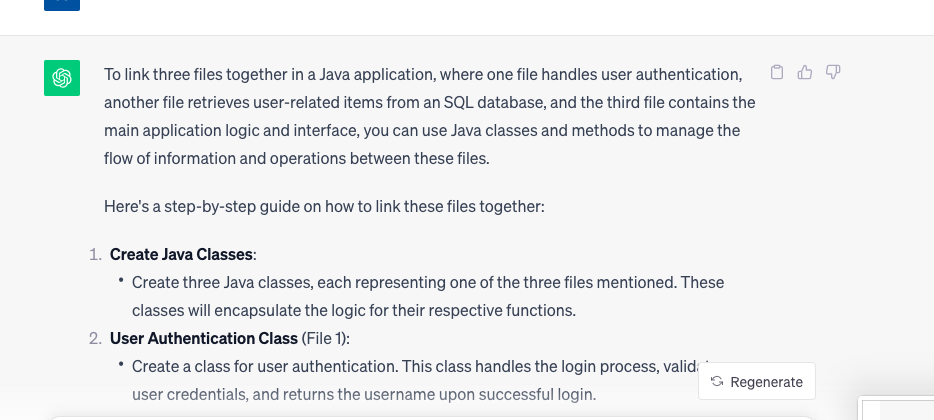 To link three files together in a Java application, where one file handles user authentication,
another file retrieves user-related items from an SQL database, and the third file contains the
main application logic and interface, you can use Java classes and methods to manage the
flow of information and operations between these files.
Here's a step-by-step guide on how to link these files together:
1. Create Java Classes:
• Create three Java classes, each representing one of the three files mentioned. These
classes will encapsulate the logic for their respective functions.
2. User Authentication Class (File 1):
• Create a class for user authentication. This class handles the login process,
user credentials, and returns the username upon successful login.
Regenerate